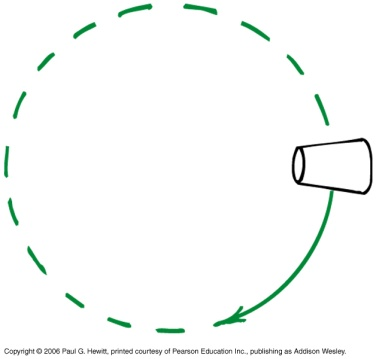 Copyright © 2006 Paul G. Hewitt, printed courtesy of Pearson Education Inc., publishing as Addison Wesley.